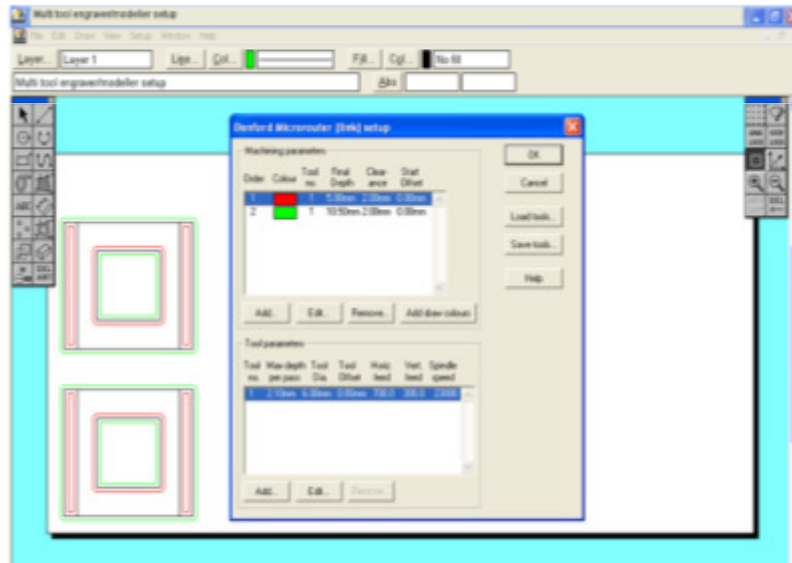 Multi tool engraver/modeller setup
File Edit Draw View Setup Window Help
Layer... Layer 1 Line... Col... Fill... Col... No fill
Multi tool engraver/modeller setup Abs
Denford Microrouter [link] setup
Machining parameters
OK
Order Colour Tool no. Final Depth Clear- ance Start Offset
Cancel
1 1 5.00mm 2.00mm 0.00mm
2 1 10.50mm 2.00mm 0.00mm
Load tools...
Save tools...
Help
Add... Edit... Remove... Add draw colours
Tool parameters
Tool no. Max depth per pass Tool Dia. Tool Offset Horiz. feed Vert. feed Spindle speed
1 2.10mm 6.00mm 0.00mm 700.0 300.0
Add... Edit... Remove...
ABC